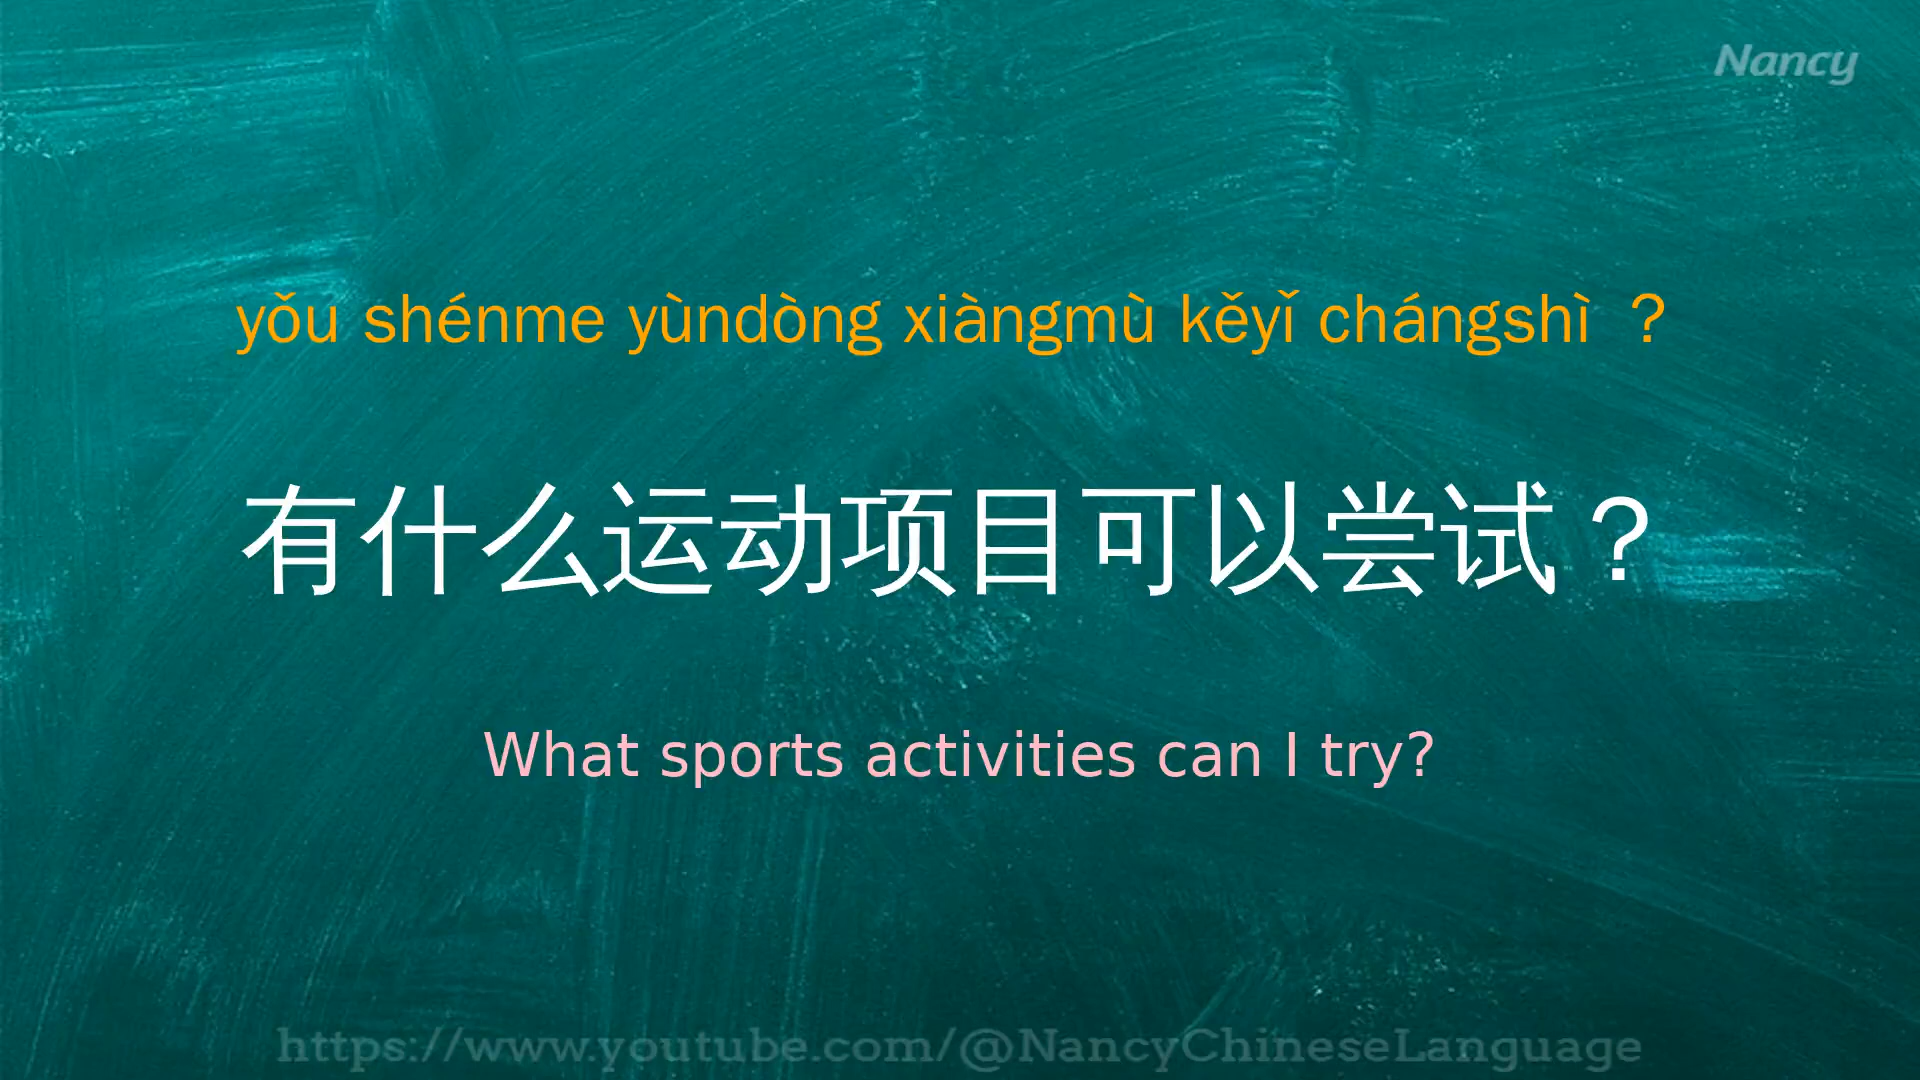 Nancy
yǒu shénme yùndòng xiàngmù kěyǐ chángshì ？
有什么运动项目可以尝试？
What sports activities can I try?
https://www.youtube.com/@NancyChineseLanguage